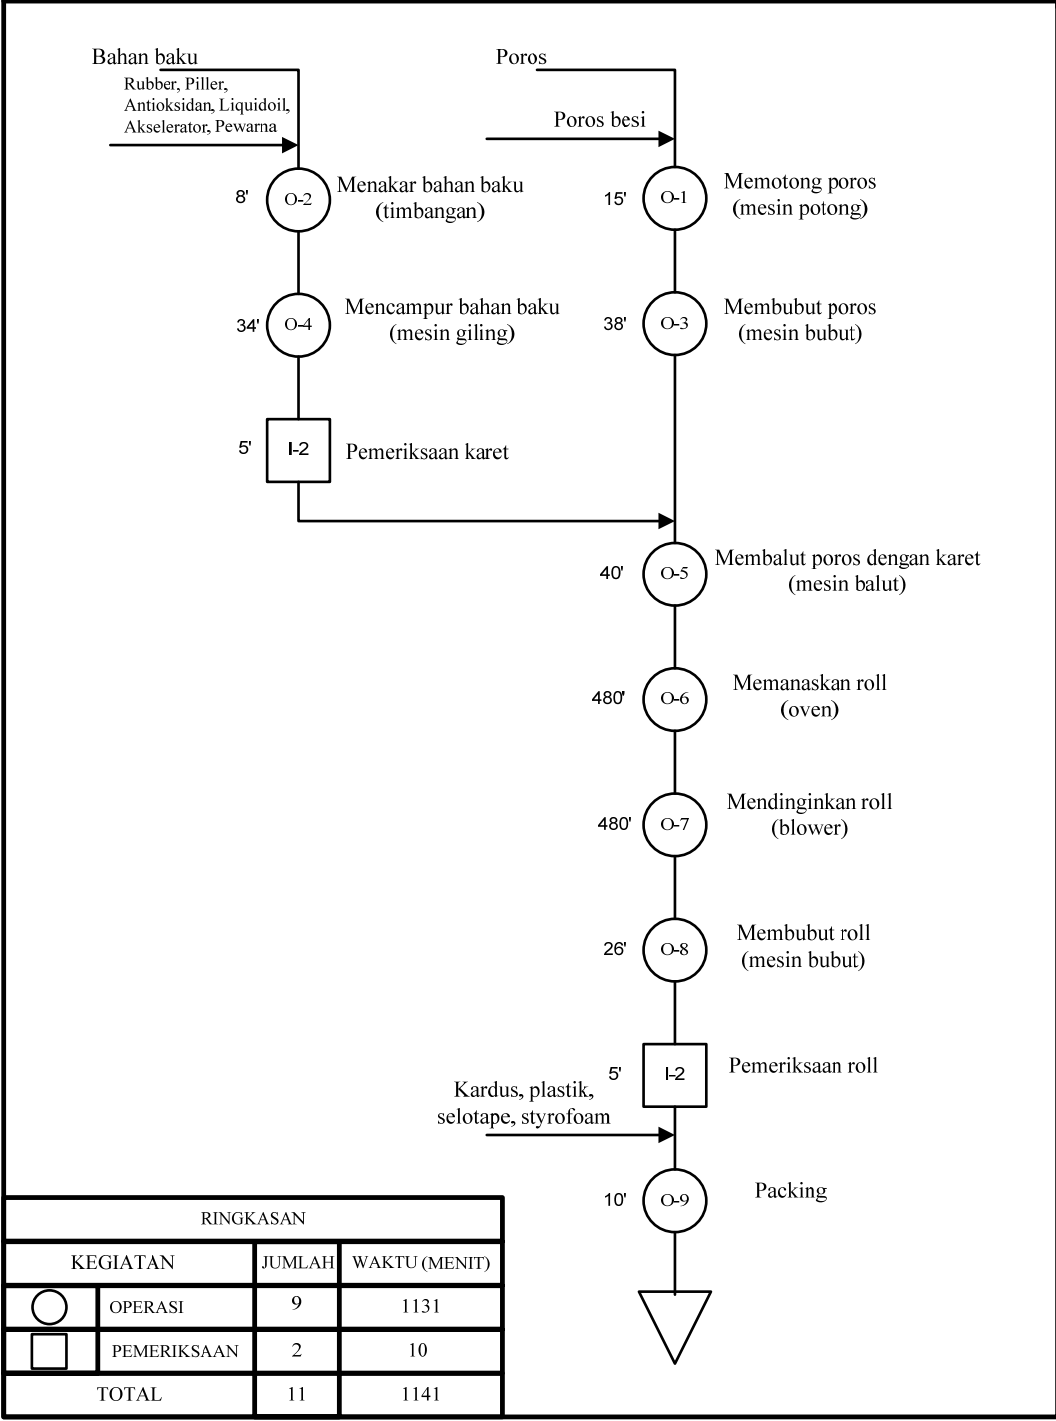 Bahan baku
Rubber, Piller,
Antioksidan, Liquidoil,
Akselerator, Pewarna
Poros
Poros besi
8'
O-2
Menakar bahan baku
(timbangan)
15'
O-1
Memotong poros
(mesin potong)
34'
O-4
Mencampur bahan baku
(mesin giling)
38'
O-3
Membubut poros
(mesin bubut)
5'
I-2
Pemeriksaan karet
40'
O-5
Membalut poros dengan karet
(mesin balut)
480'
O-6
Memanaskan roll
(oven)
480'
O-7
Mendinginkan roll
(blower)
26'
O-8
Membubut roll
(mesin bubut)
5'
I-2
Pemeriksaan roll
Kardus, plastik,
selotape, styrofoam
10'
O-9
Packing
RINGKASAN
KEGIATAN JUMLAH WAKTU (MENIT)
OPERASI 9 1131
PEMERIKSAAN 2 10
TOTAL 11 1141